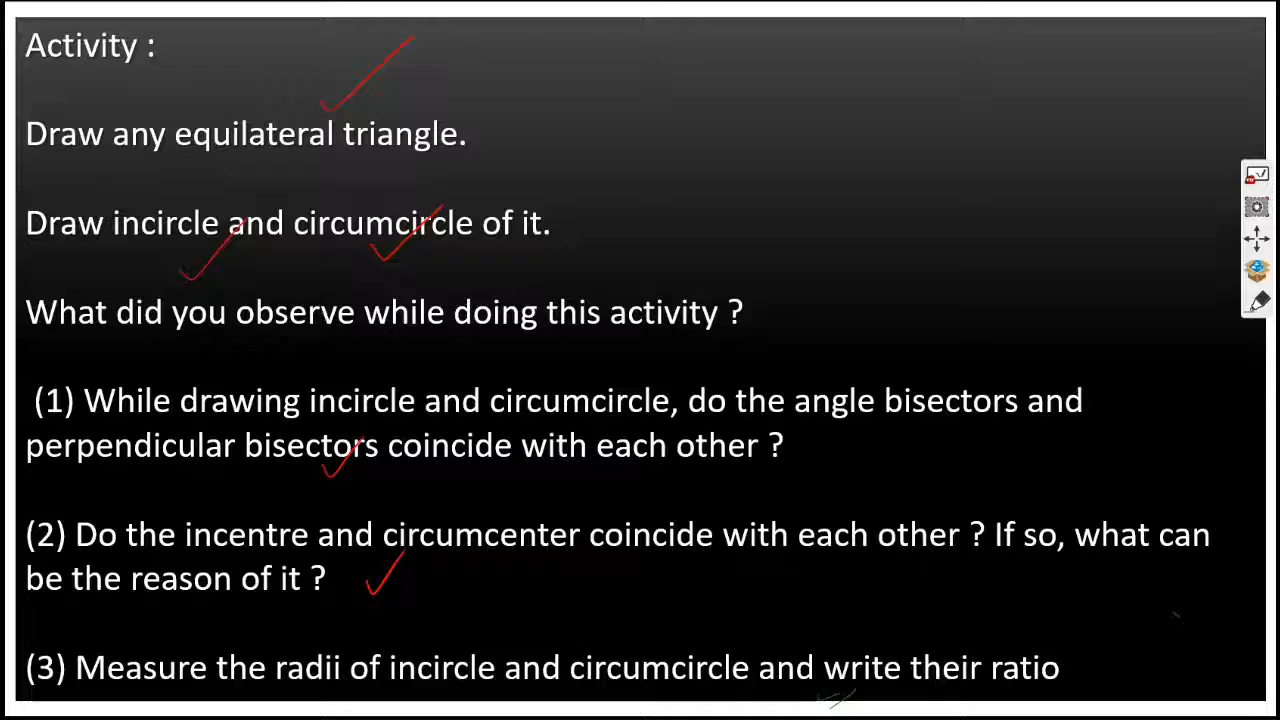 Activity :
Draw any equilateral triangle.
Draw incircle and circumcircle of it.
What did you observe while doing this activity ?
(1) While drawing incircle and circumcircle, do the angle bisectors and
perpendicular bisectors coincide with each other ?
(2) Do the incentre and circumcenter coincide with each other ? If so, what can
be the reason of it ?
(3) Measure the radii of incircle and circumcircle and write their ratio